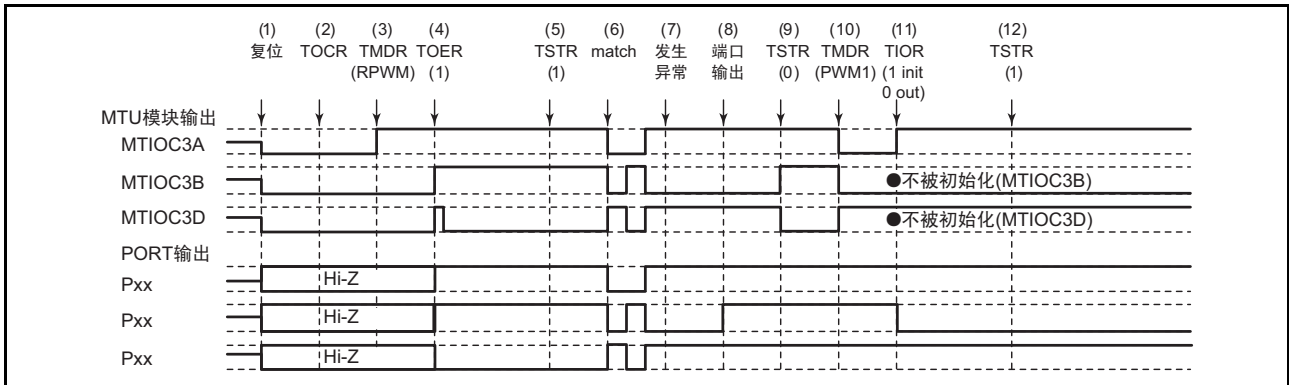 (1) (2) (3) (4) (5) (6) (7) (8) (9) (10) (11) (12)
复位 TOCR TMDR TOER TSTR match 发生 端口 TSTR TMDR TIOR TSTR
(RPWM) (1) (1) 异常 输出 (0) (PWM1) (1 init (1)
0 out)
MTU模块输出
MTIOC3A
MTIOC3B ●不被初始化(MTIOC3B)
MTIOC3D ●不被初始化(MTIOC3D)
PORT输出
Pxx Hi-Z
Pxx Hi-Z
Pxx Hi-Z